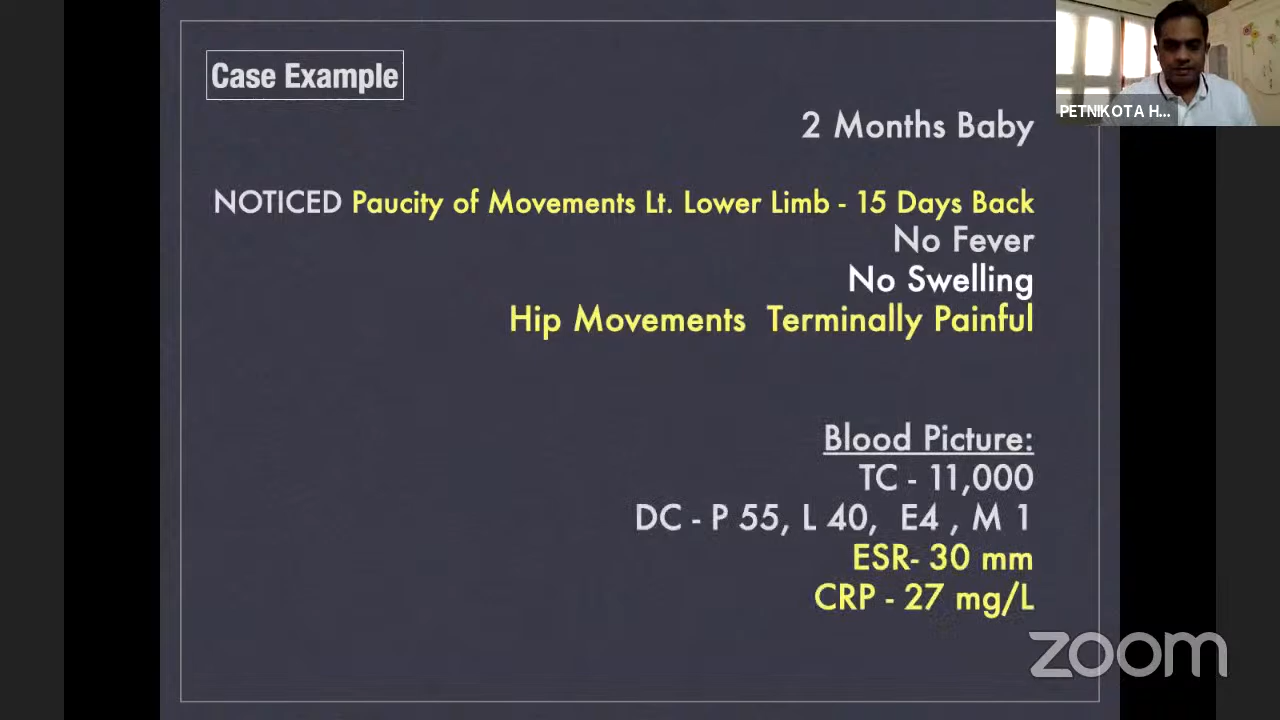 Case Example
PETNIKOTA H...
2 Months Baby
NOTICED Paucity of Movements Lt. Lower Limb - 15 Days Back
No Fever
No Swelling
Hip Movements Terminally Painful
Blood Picture:
TC - 11,000
DC - P 55, L 40, E4 , M 1
ESR- 30 mm
CRP - 27 mg/L
zoom